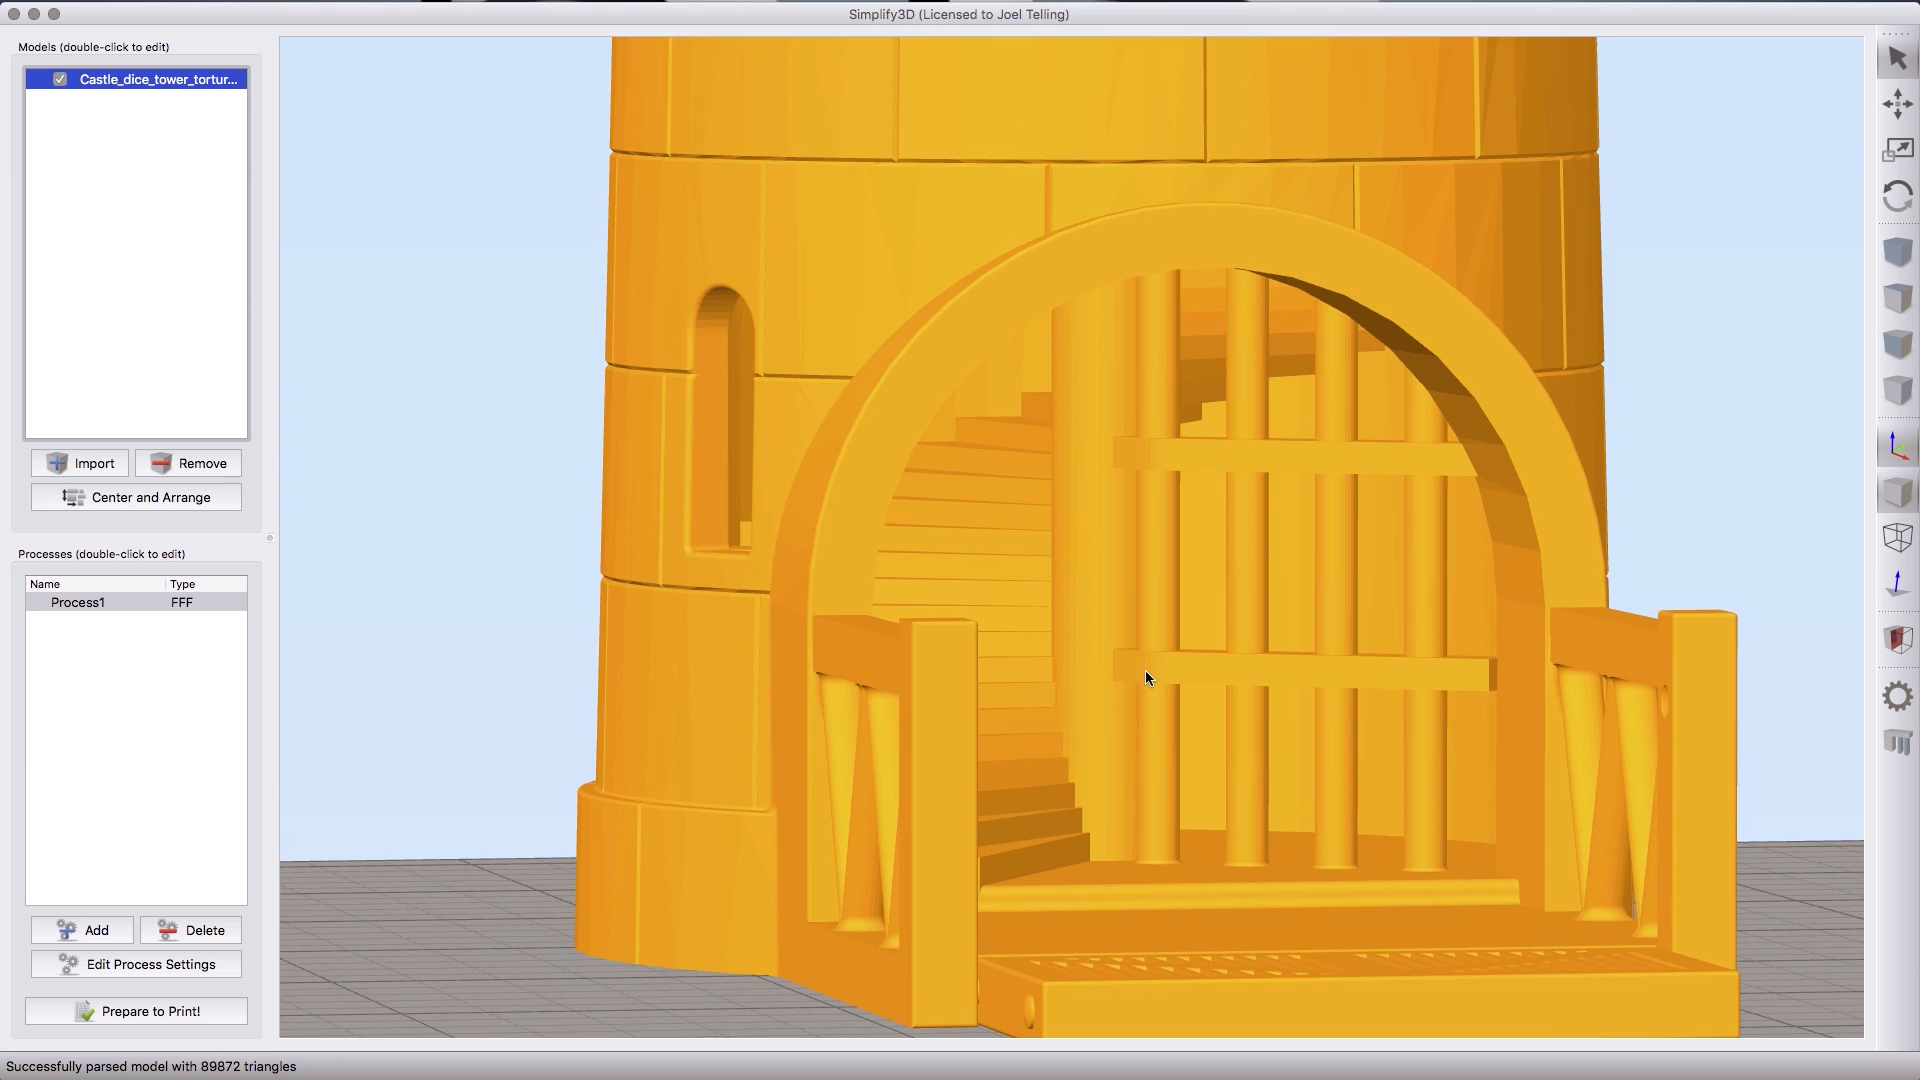 Simplify3D (Licensed to Joel Telling)
Models (double-click to edit)
Castle_dice_tower_tortur...
Import
Remove
Center and Arrange
Processes (double-click to edit)
Name
Type
Process1
FFF
Add
Delete
Edit Process Settings
Prepare to Print!
Successfully parsed model with 89872 triangles